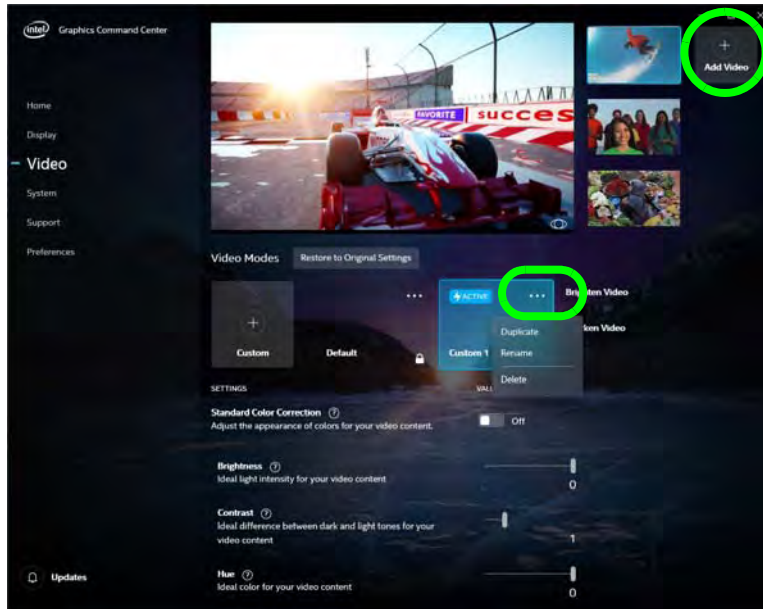 intel Graphics Command Center
Add Video
Home
Display
Video
System
Support
Preferences
FAVORITE succes
Video Modes Restore to Original Settings
ACTIVE
Custom
Default
Custom 1
Duplicate
Rename
Delete
Brighten Video
ken Video
SETTINGS
VAL
Standard Color Correction ?
Adjust the appearance of colors for your video content.
Off
Brightness ?
Ideal light intensity for your video content
0
Contrast ?
Ideal difference between dark and light tones for your
video content
1
Hue ?
Ideal color for your video content
0
Updates